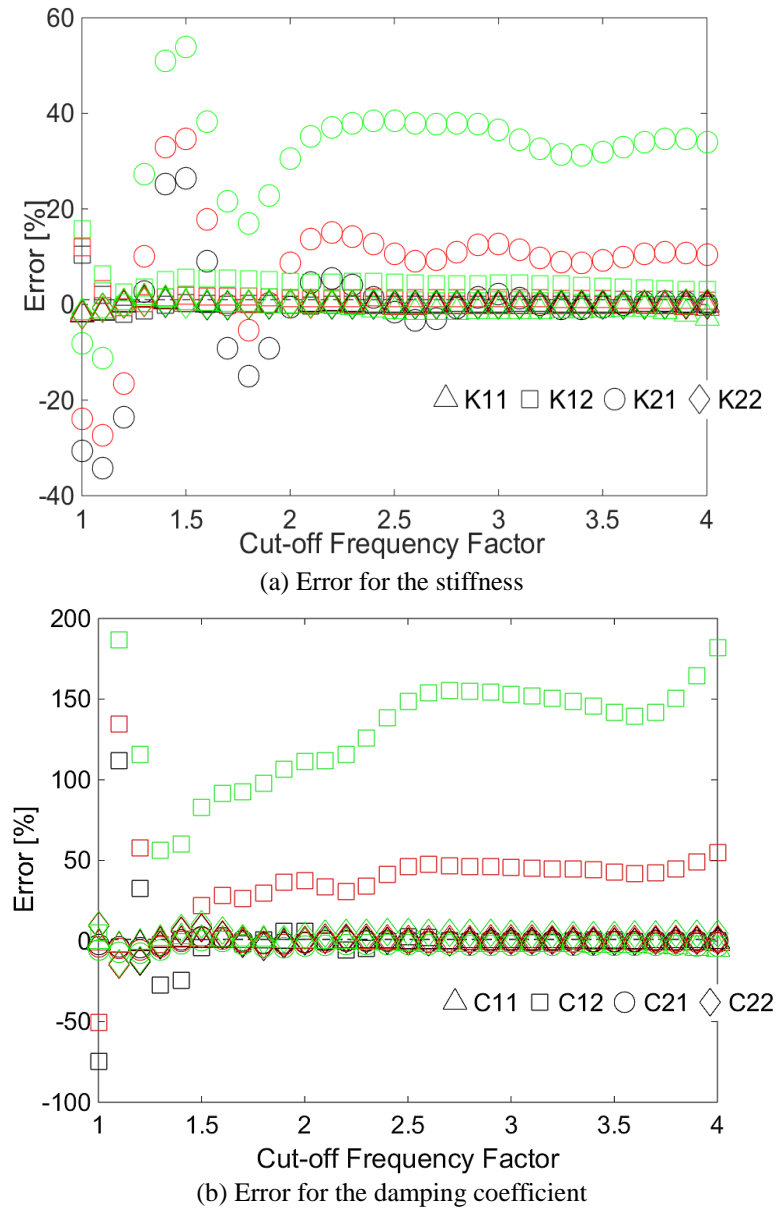 60
40
20
0
-20
-40
Error [%]
K11 K12 K21 K22
1 1.5 2 2.5 3 3.5 4
Cut-off Frequency Factor
(a) Error for the stiffness
200
150
100
50
0
-50
-100
Error [%]
C11 C12 C21 C22
1 1.5 2 2.5 3 3.5 4
Cut-off Frequency Factor
(b) Error for the damping coefficient